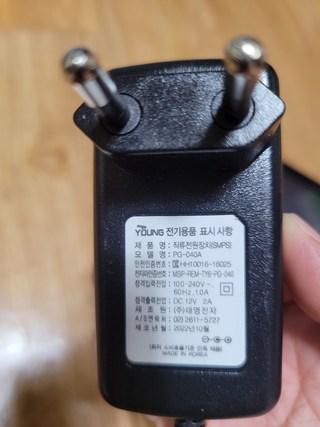 YOUNG 전기용품 표시 사항
제 품 명 : 직류전원장치(SMPS)
모 델 명 : PG-040A
안전인증번호 : HH10016-16025
전자파인증번호 : MSIP-REM-TY8-PG-040
정격입력전압 : 100-240V~,
60Hz, 1.0A
정격출력전압 : DC 12V 2A
제 조 원 : (주)태영전자
A/S연락처 : 02) 2611-5727
제조년월 : 2022년10월
MADE IN KOREA